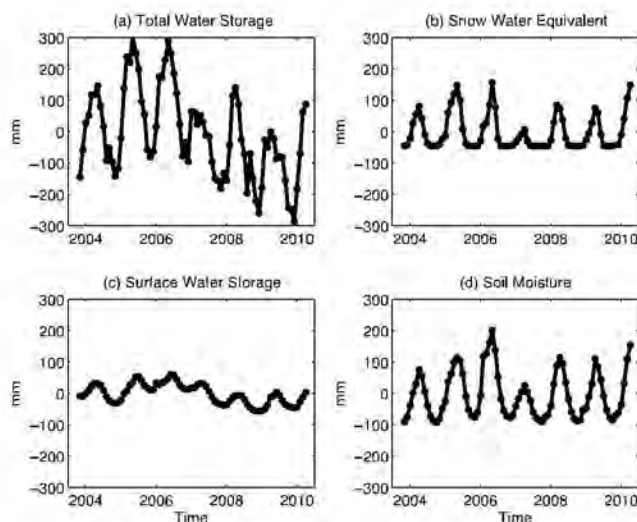 (a) Total Water Storage
300
200
100
mm
0
−100
−200
−300
2004 2006 2008 2010
(b) Snow Water Equivalent
300
200
100
mm
0
−100
−200
−300
2004 2006 2008 2010
(c) Surface Water Storage
300
200
100
mm
0
−100
−200
−300
2004 2006 2008 2010
Time
(d) Soil Moisture
300
200
100
mm
0
−100
−200
−300
2004 2006 2008 2010
Time